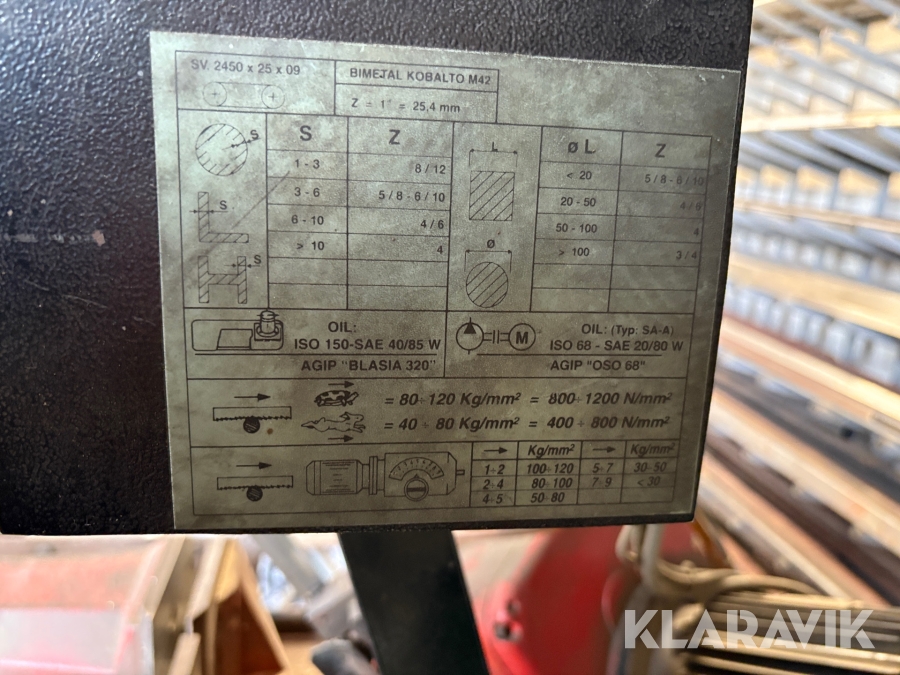 SV. 2450 x 25 x 09
BIMETAL KOBALTO M42
Z = 1" = 25,4 mm
S Z
1 - 3 8 / 12
3 - 6 5 / 8 - 6 / 10
6 - 10 4 / 6
> 10 4
S
S
S
L
Ø
ø L Z
< 20 5 / 8 - 6 / 10
20 - 50 4 / 6
50 - 100 4
> 100 3 / 4
OIL:
ISO 150-SAE 40/85 W
AGIP "BLASIA 320"
M
OIL: (Typ: SA-A)
ISO 68 - SAE 20/80 W
AGIP "OSO 68"
= 80÷120 Kg/mm² = 800÷1200 N/mm²
= 40 ÷ 80 Kg/mm² = 400 ÷ 800 N/mm²
Kg/mm² Kg/mm²
1÷2 100÷120 5÷7 30÷50
2÷4 80÷100 7÷9 < 30
4÷5 50÷80
KLARAVIK